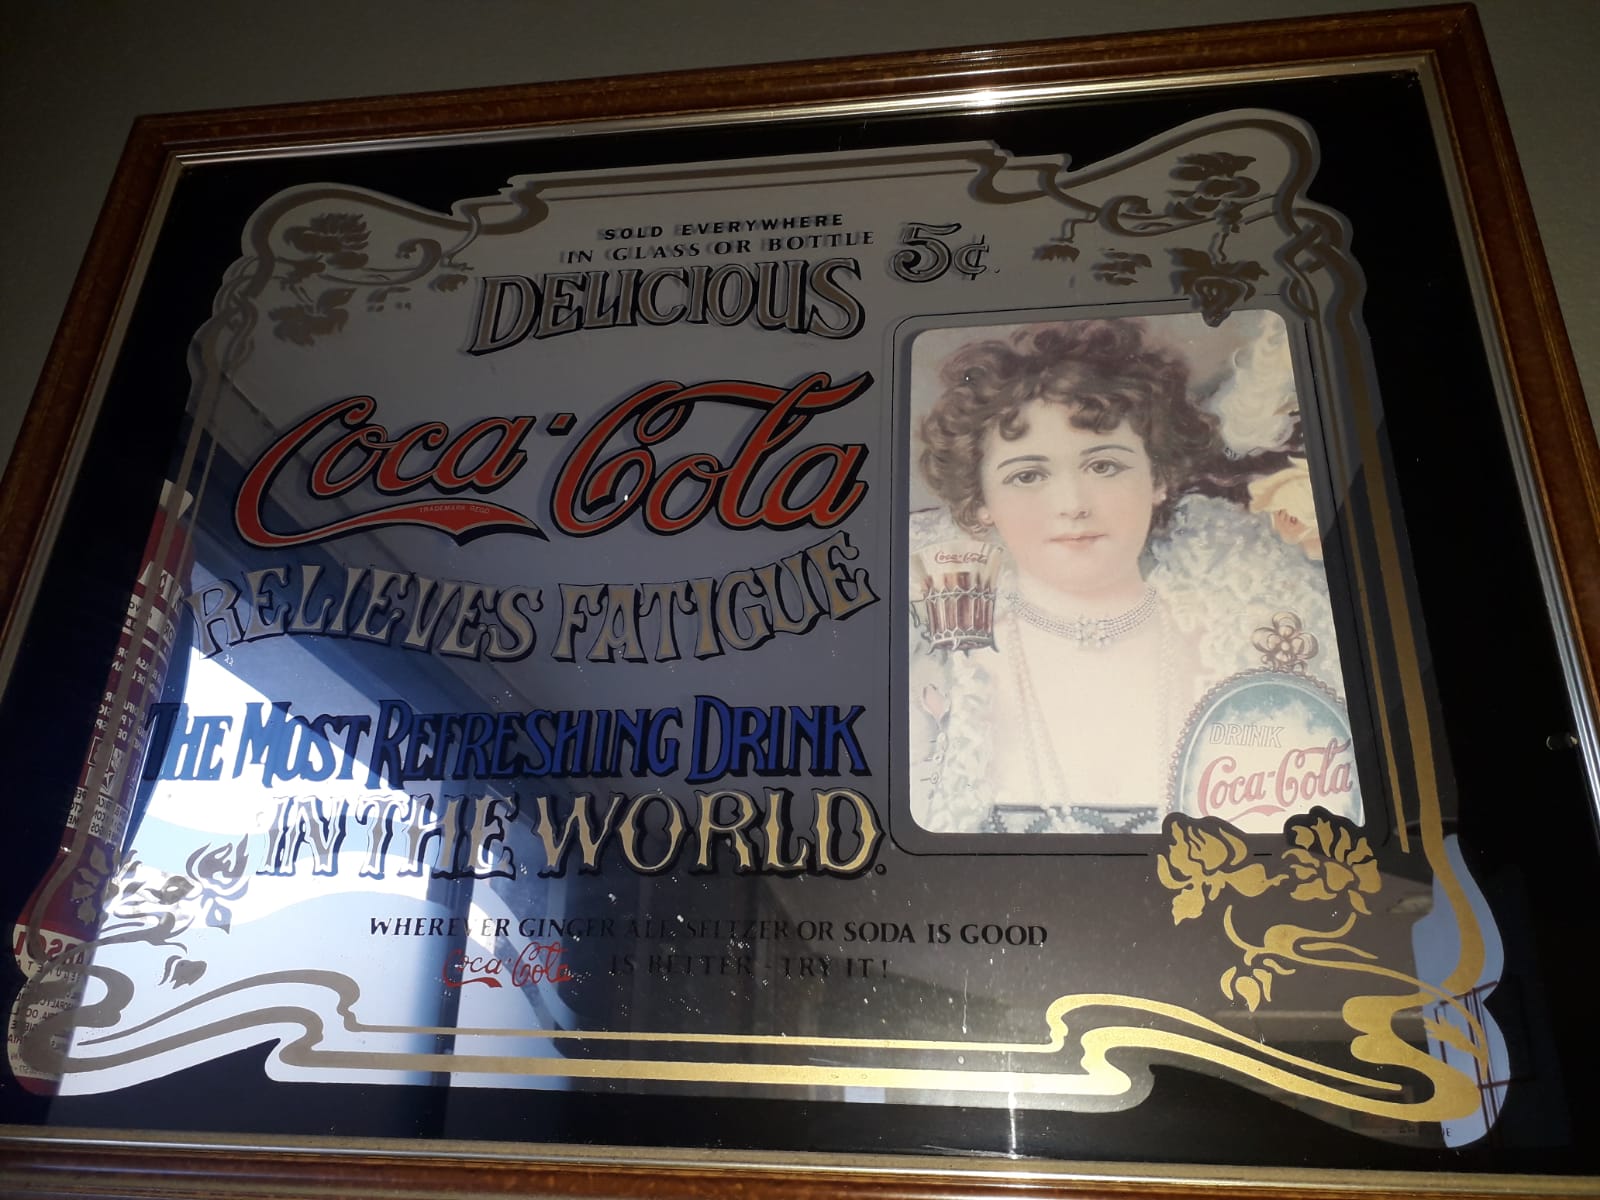 SOLD EVERYWHERE
IN GLASS OR BOTTLE
5¢.
DELICIOUS
Coca-Cola
TRADEMARK REGD
RELIEVES FATIGUE
THE MOST REFRESHING DRINK
IN THE WORLD.
WHEREVER GINGER ALE SELTZER OR SODA IS GOOD
Coca-Cola IS BETTER - TRY IT!
Coca-Cola
DRINK
Coca-Cola